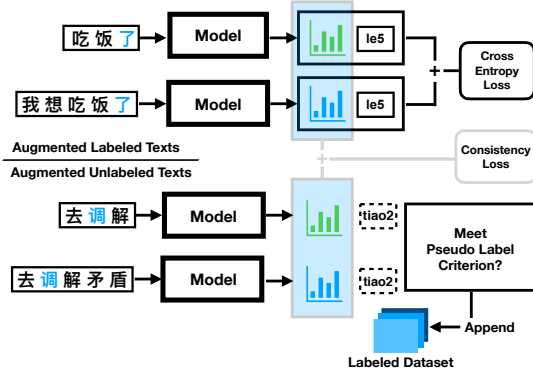 吃饭了
Model
le5
Cross
Entropy
Loss
+
我想吃饭了
Model
le5
Augmented Labeled Texts
Augmented Unlabeled Texts
+
Consistency
Loss
去调解
Model
tiao2
Meet
Pseudo Label
Criterion?
去调解矛盾
Model
tiao2
Append
Labeled Dataset